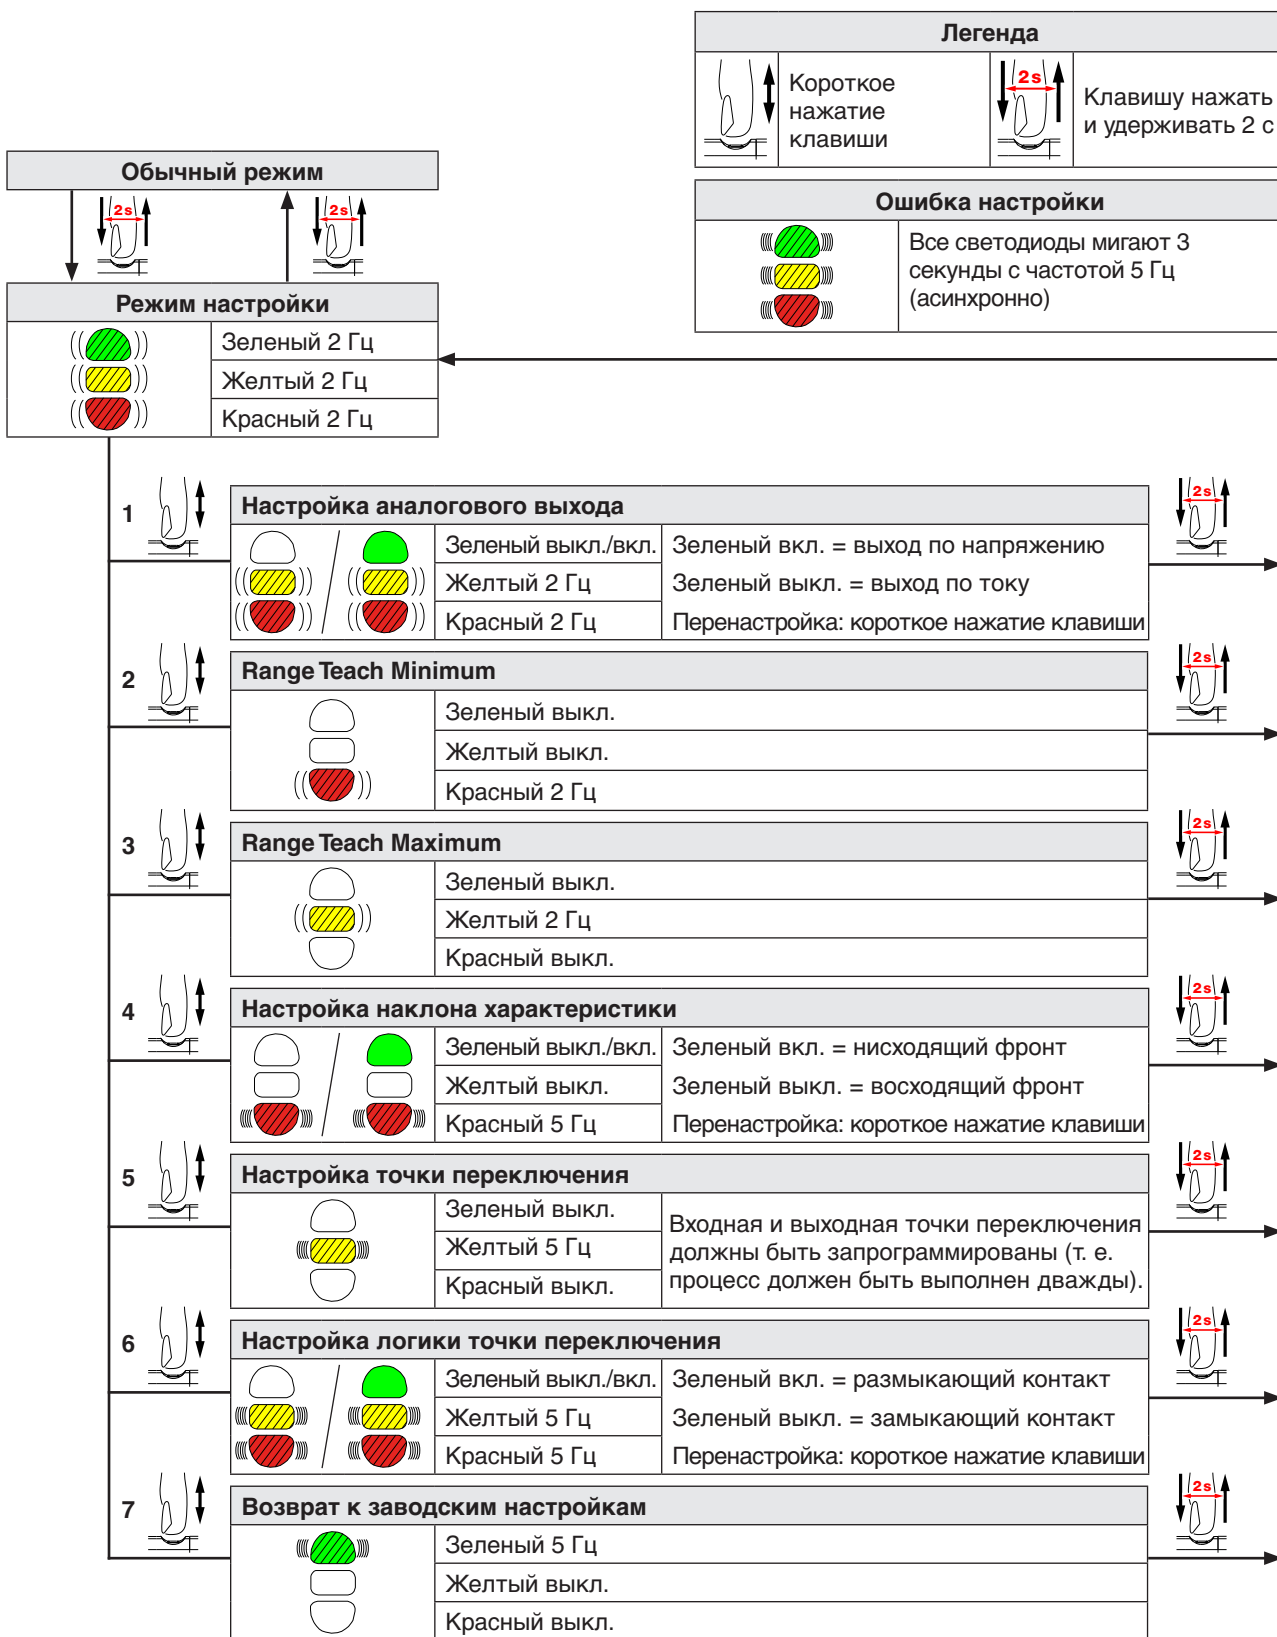 Легенда
Короткое
нажатие
клавиши
2s
Клавишу нажать
и удерживать 2 с
Обычный режим
2s
2s
Ошибка настройки
Все светодиоды мигают 3
секунды с частотой 5 Гц
(асинхронно)
Режим настройки
Зеленый 2 Гц
Желтый 2 Гц
Красный 2 Гц
1
Настройка аналогового выхода
2s
Зеленый выкл./вкл.
Зеленый вкл. = выход по напряжению
Желтый 2 Гц
Зеленый выкл. = выход по току
Красный 2 Гц
Перенастройка: короткое нажатие клавиши
2
Range Teach Minimum
2s
Зеленый выкл.
Желтый выкл.
Красный 2 Гц
3
Range Teach Maximum
2s
Зеленый выкл.
Желтый 2 Гц
Красный выкл.
4
Настройка наклона характеристики
2s
Зеленый выкл./вкл.
Зеленый вкл. = нисходящий фронт
Желтый выкл.
Зеленый выкл. = восходящий фронт
Красный 5 Гц
Перенастройка: короткое нажатие клавиши
5
Настройка точки переключения
2s
Зеленый выкл.
Желтый 5 Гц
Красный выкл.
Входная и выходная точки переключения
должны быть запрограммированы (т. е.
процесс должен быть выполнен дважды).
6
Настройка логики точки переключения
2s
Зеленый выкл./вкл.
Зеленый вкл. = размыкающий контакт
Желтый 5 Гц
Зеленый выкл. = замыкающий контакт
Красный 5 Гц
Перенастройка: короткое нажатие клавиши
7
Возврат к заводским настройкам
2s
Зеленый 5 Гц
Желтый выкл.
Красный выкл.